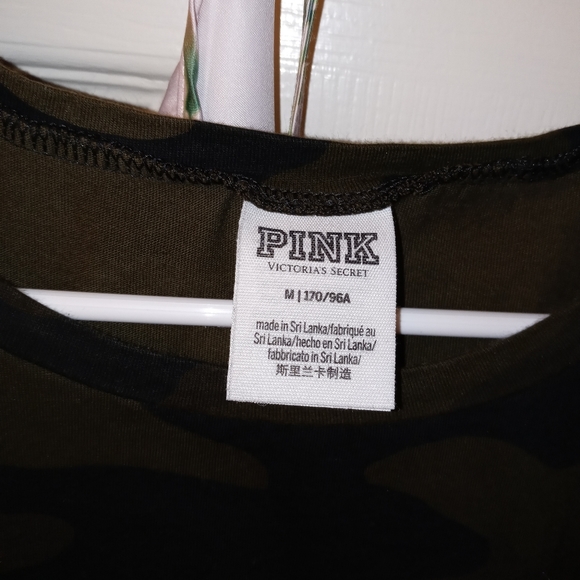 PINK
VICTORIA'S SECRET
M | 170/96A
made in Sri Lanka/fabriqué au
Sri Lanka/hecho en Sri Lanka/
fabbricato in Sri Lanka/
斯里兰卡制造